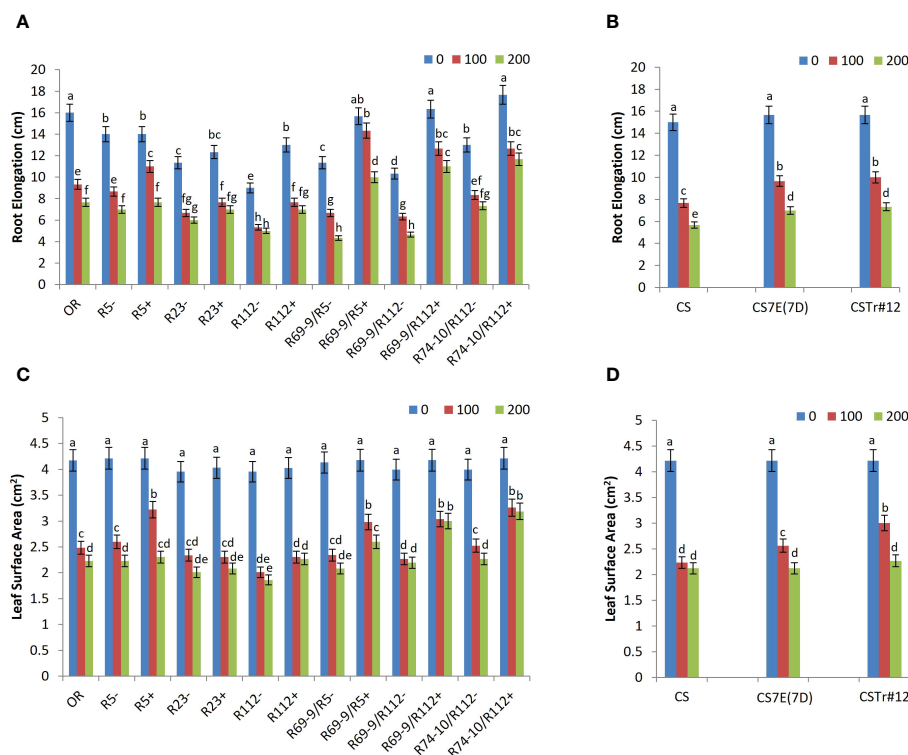 A
0 100 200
Root Elongation (cm)
20
18
16
14
12
10
8
6
4
2
0
a e f
b e f
b c f
c fg g
bc f fg
e h h
b f fg
c g h
ab b d
d g h
a bc c
b ef fg
a bc c
OR R5- R5+ R23- R23+ R112- R112+ R69-9/R5- R69-9/R5+ R69-9/R112- R69-9/R112+ R74-10/R112- R74-10/R112+
B
0 100 200
Root Elongation (cm)
20
18
16
14
12
10
8
6
4
2
0
a c e
a b d
a b d
CS CS7E(7D) CSTr#12
C
0 100 200
Leaf Surface Area (cm²)
5
4.5
4
3.5
3
2.5
2
1.5
1
0.5
0
a c d
a c d
a b cd
a cd de
a cd de
a de e
a d d
a cd de
a b c
a d d
a b b
a c d
a b b
OR R5- R5+ R23- R23+ R112- R112+ R69-9/R5- R69-9/R5+ R69-9/R112- R69-9/R112+ R74-10/R112- R74-10/R112+
D
0 100 200
Leaf Surface Area (cm²)
5
4.5
4
3.5
3
2.5
2
1.5
1
0.5
0
a d d
a c d
a b d
CS CS7E(7D) CSTr#12